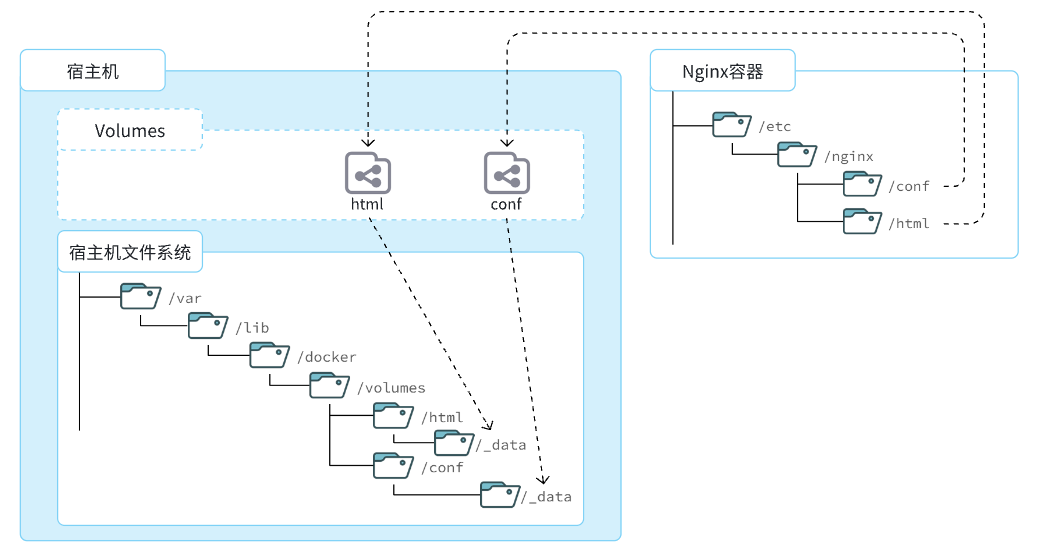 宿主机
Volumes
html
conf
宿主机文件系统
/var
/lib
/docker
/volumes
/html
/_data
/conf
/_data
Nginx容器
/etc
/nginx
/conf
/html